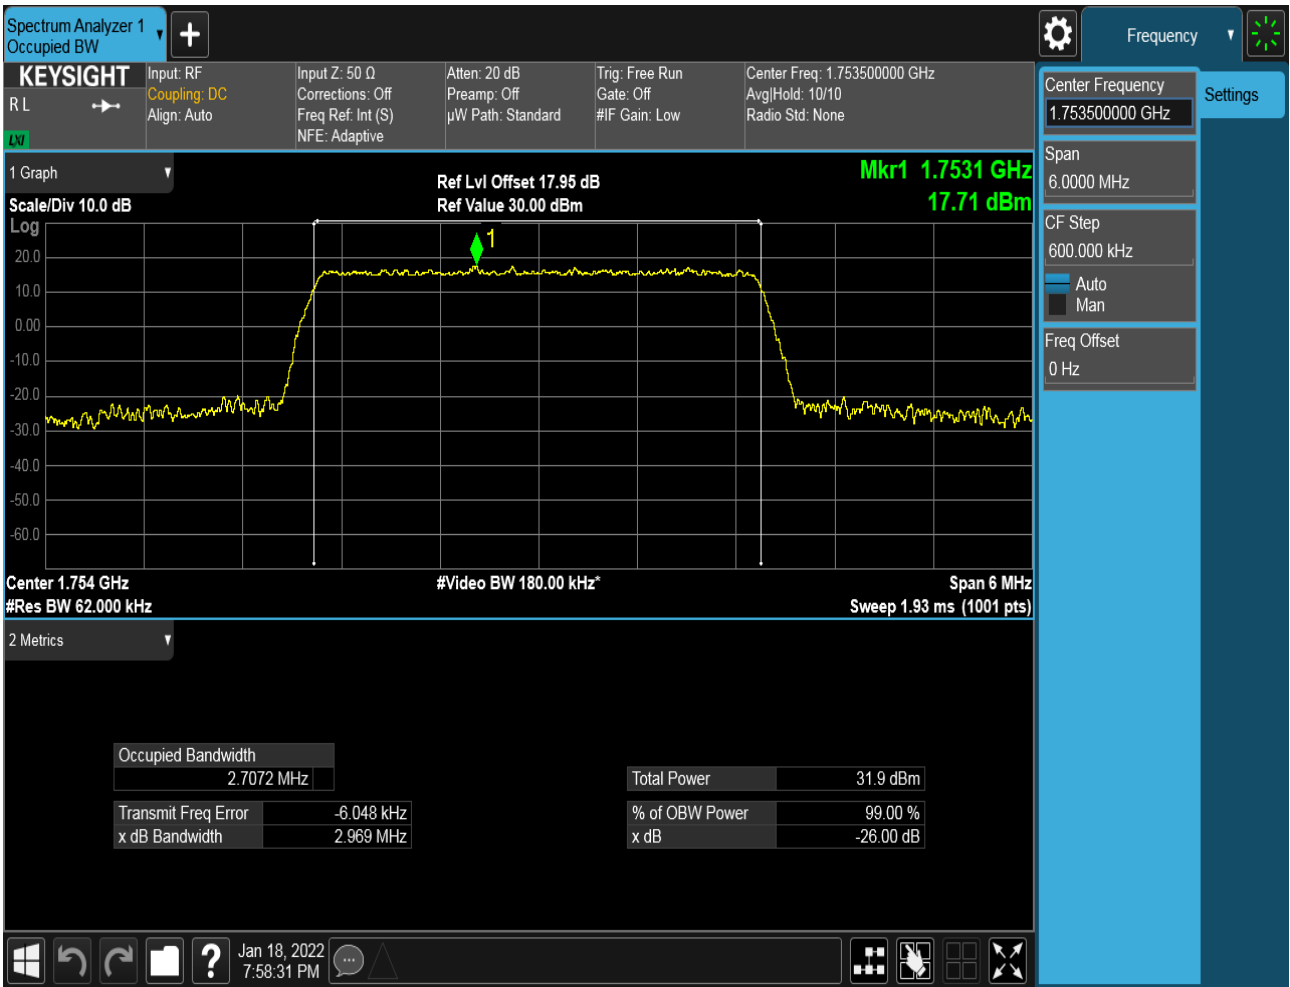 Spectrum Analyzer 1
Occupied BW
Frequency
KEYSIGHT
R L
LXI
Input: RF
Coupling: DC
Align: Auto
Input Z: 50 Ω
Corrections: Off
Freq Ref: Int (S)
NFE: Adaptive
Atten: 20 dB
Preamp: Off
µW Path: Standard
Trig: Free Run
Gate: Off
#IF Gain: Low
Center Freq: 1.753500000 GHz
Avg|Hold: 10/10
Radio Std: None
Center Frequency
1.753500000 GHz
Settings
Span
6.0000 MHz
CF Step
600.000 kHz
Auto
Man
Freq Offset
0 Hz
1 Graph
Scale/Div 10.0 dB
Ref Lvl Offset 17.95 dB
Ref Value 30.00 dBm
Mkr1 1.7531 GHz
17.71 dBm
Log
1
20.0
10.0
0.00
-10.0
-20.0
-30.0
-40.0
-50.0
-60.0
Center 1.754 GHz
#Res BW 62.000 kHz
#Video BW 180.00 kHz*
Span 6 MHz
Sweep 1.93 ms (1001 pts)
2 Metrics
Occupied Bandwidth
2.7072 MHz
Total Power 31.9 dBm
Transmit Freq Error -6.048 kHz
% of OBW Power 99.00 %
x dB Bandwidth 2.969 MHz
x dB -26.00 dB
?
Jan 18, 2022
7:58:31 PM